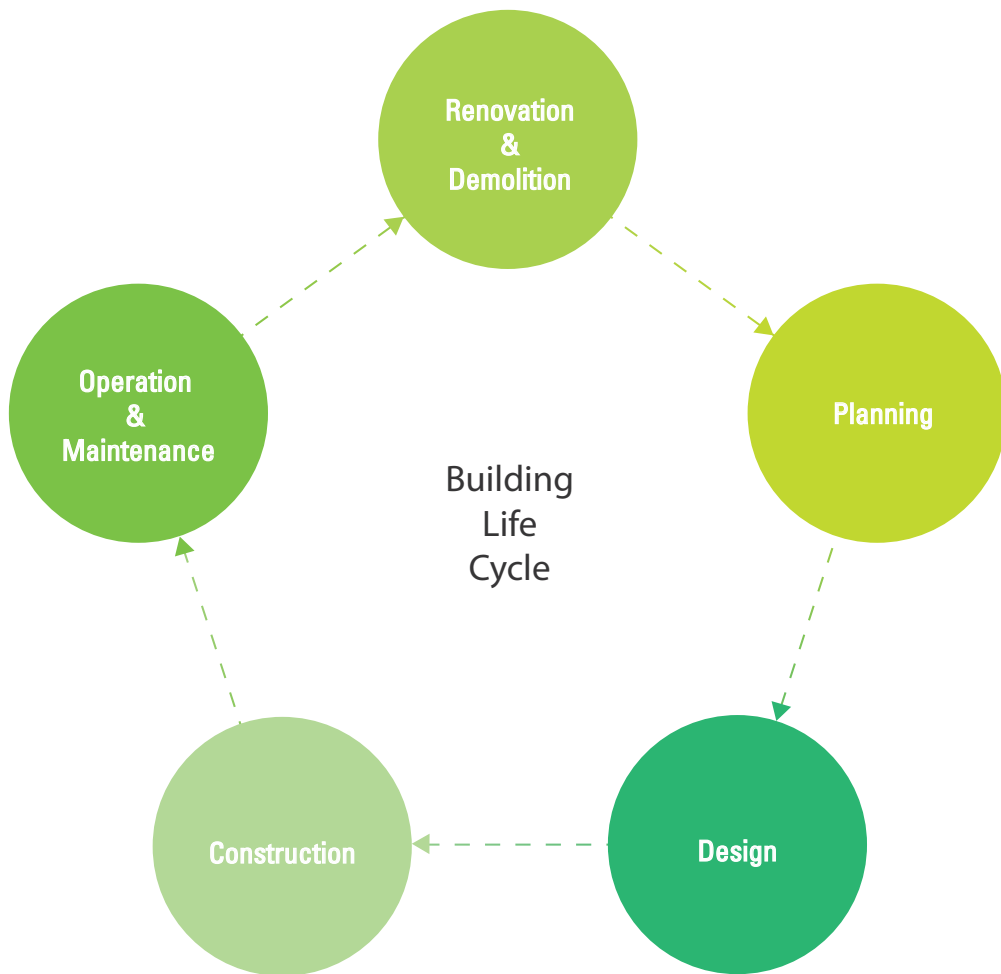 Renovation
&
Demolition
Operation
&
Maintenance
Planning
Building
Life
Cycle
Construction
Design